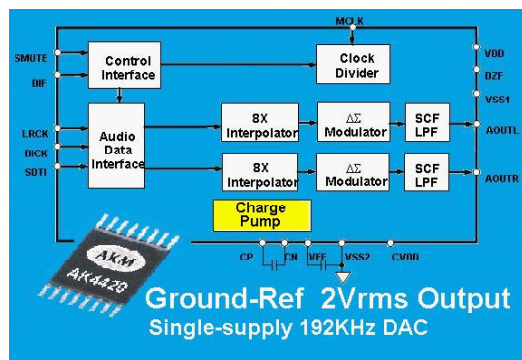 MCLK
SMUTE
DIF
Control
Interface
Clock
Divider
VDD
DZF
VSS1
LRCK
DICK
SDTI
Audio
Data
Interface
8X
Interpolator
ΔΣ
Modulator
SCF
LPF
AOUTL
8X
Interpolator
ΔΣ
Modulator
SCF
LPF
AOUTR
Charge
Pump
CP
CN
VEE
VSS2
CVDD
AKM
AK4420
Ground-Ref 2Vrms Output
Single-supply 192KHz DAC